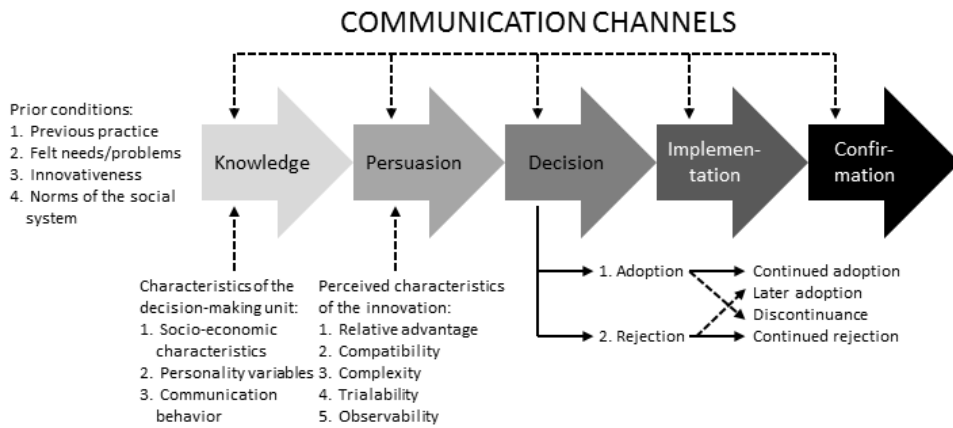 COMMUNICATION CHANNELS
Prior conditions:
1. Previous practice
2. Felt needs/problems
3. Innovativeness
4. Norms of the social
system
Knowledge
Persuasion
Decision
Implemen-
tation
Confir-
mation
Characteristics of the
decision-making unit:
1. Socio-economic
characteristics
2. Personality variables
3. Communication
behavior
Perceived characteristics
of the innovation:
1. Relative advantage
2. Compatibility
3. Complexity
4. Trialability
5. Observability
1. Adoption
2. Rejection
Continued adoption
Later adoption
Discontinuance
Continued rejection